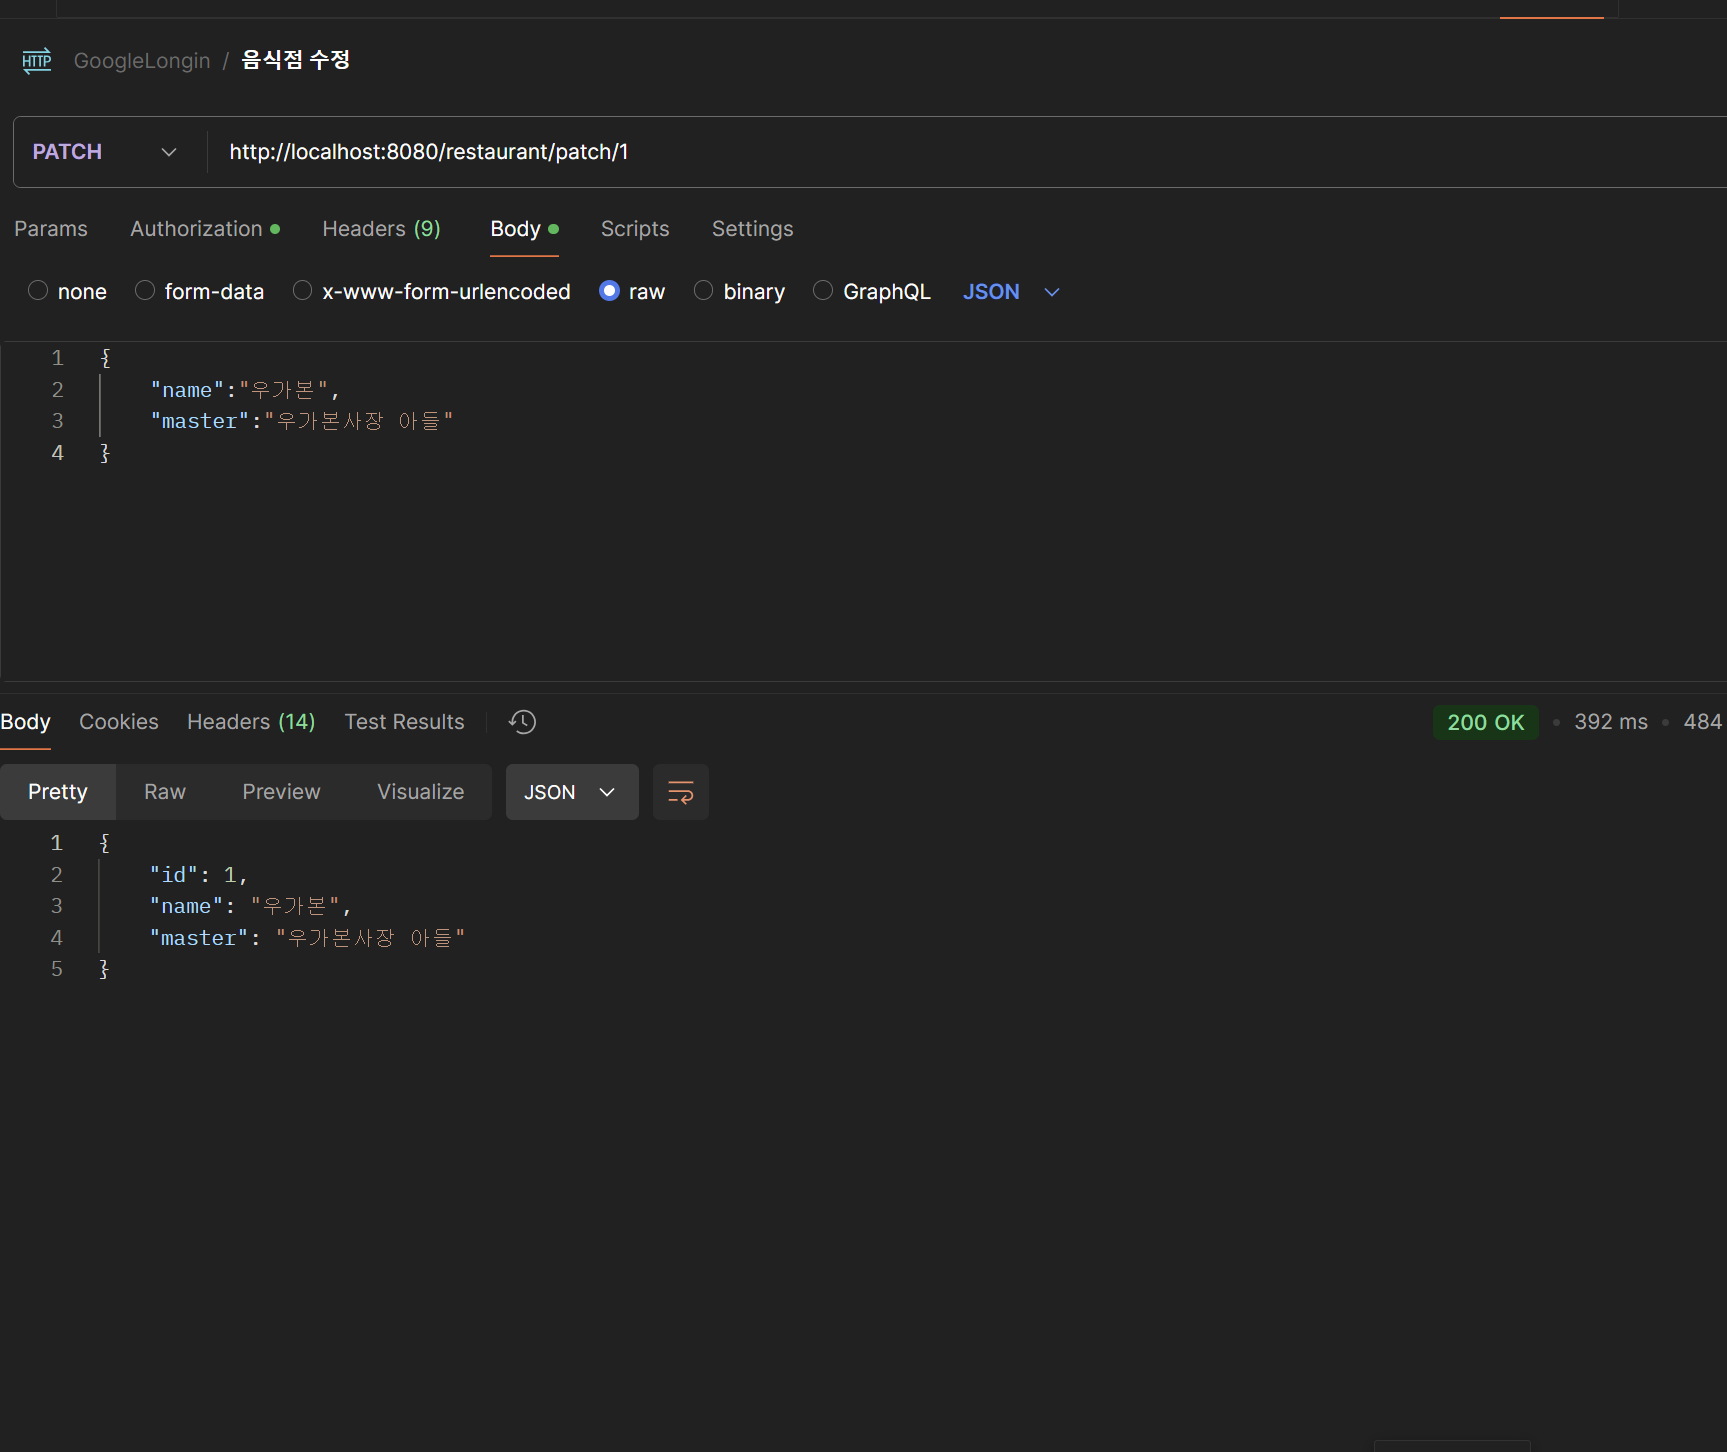 HTTP GoogleLongin / 음식점 수정
PATCH http://localhost:8080/restaurant/patch/1
Params Authorization Headers (9) Body Scripts Settings
none form-data x-www-form-urlencoded raw binary GraphQL JSON
1 {
2 "name":"우가본",
3 "master":"우가본사장 아들"
4 }
Body Cookies Headers (14) Test Results 200 OK • 392 ms • 484
Pretty Raw Preview Visualize JSON
1 {
2 "id": 1,
3 "name": "우가본",
4 "master": "우가본사장 아들"
5 }